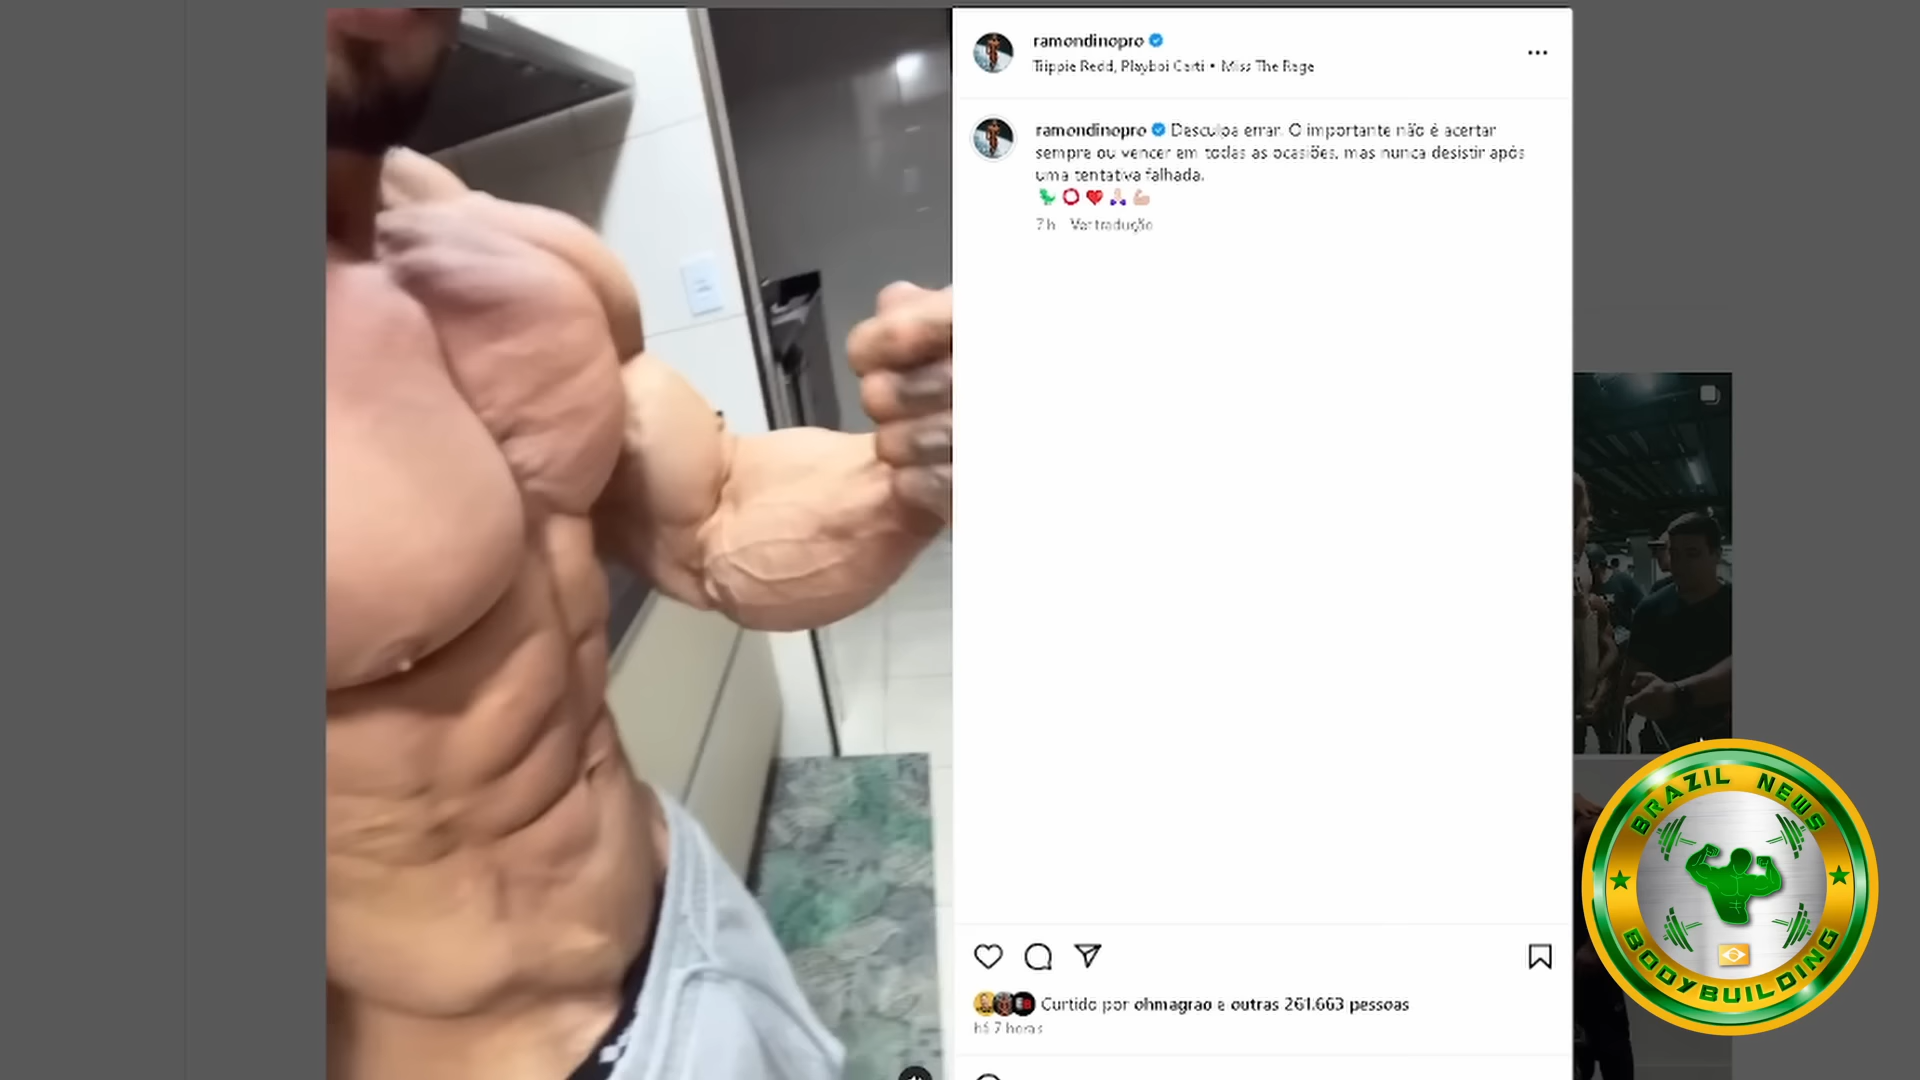 ramondinopro
Trippie Redd, Playboi Carti • Miss The Rage
ramondinopro Desculpa errar. O importante não é acertar
sempre ou vencer em todas as ocasiões, mas nunca desistir após
uma tentativa falhada.
7 h Ver tradução
Curtido por ohmagrao e outras 261.663 pessoas
há 7 horas
BRAZIL NEWS
BODYBUILDING